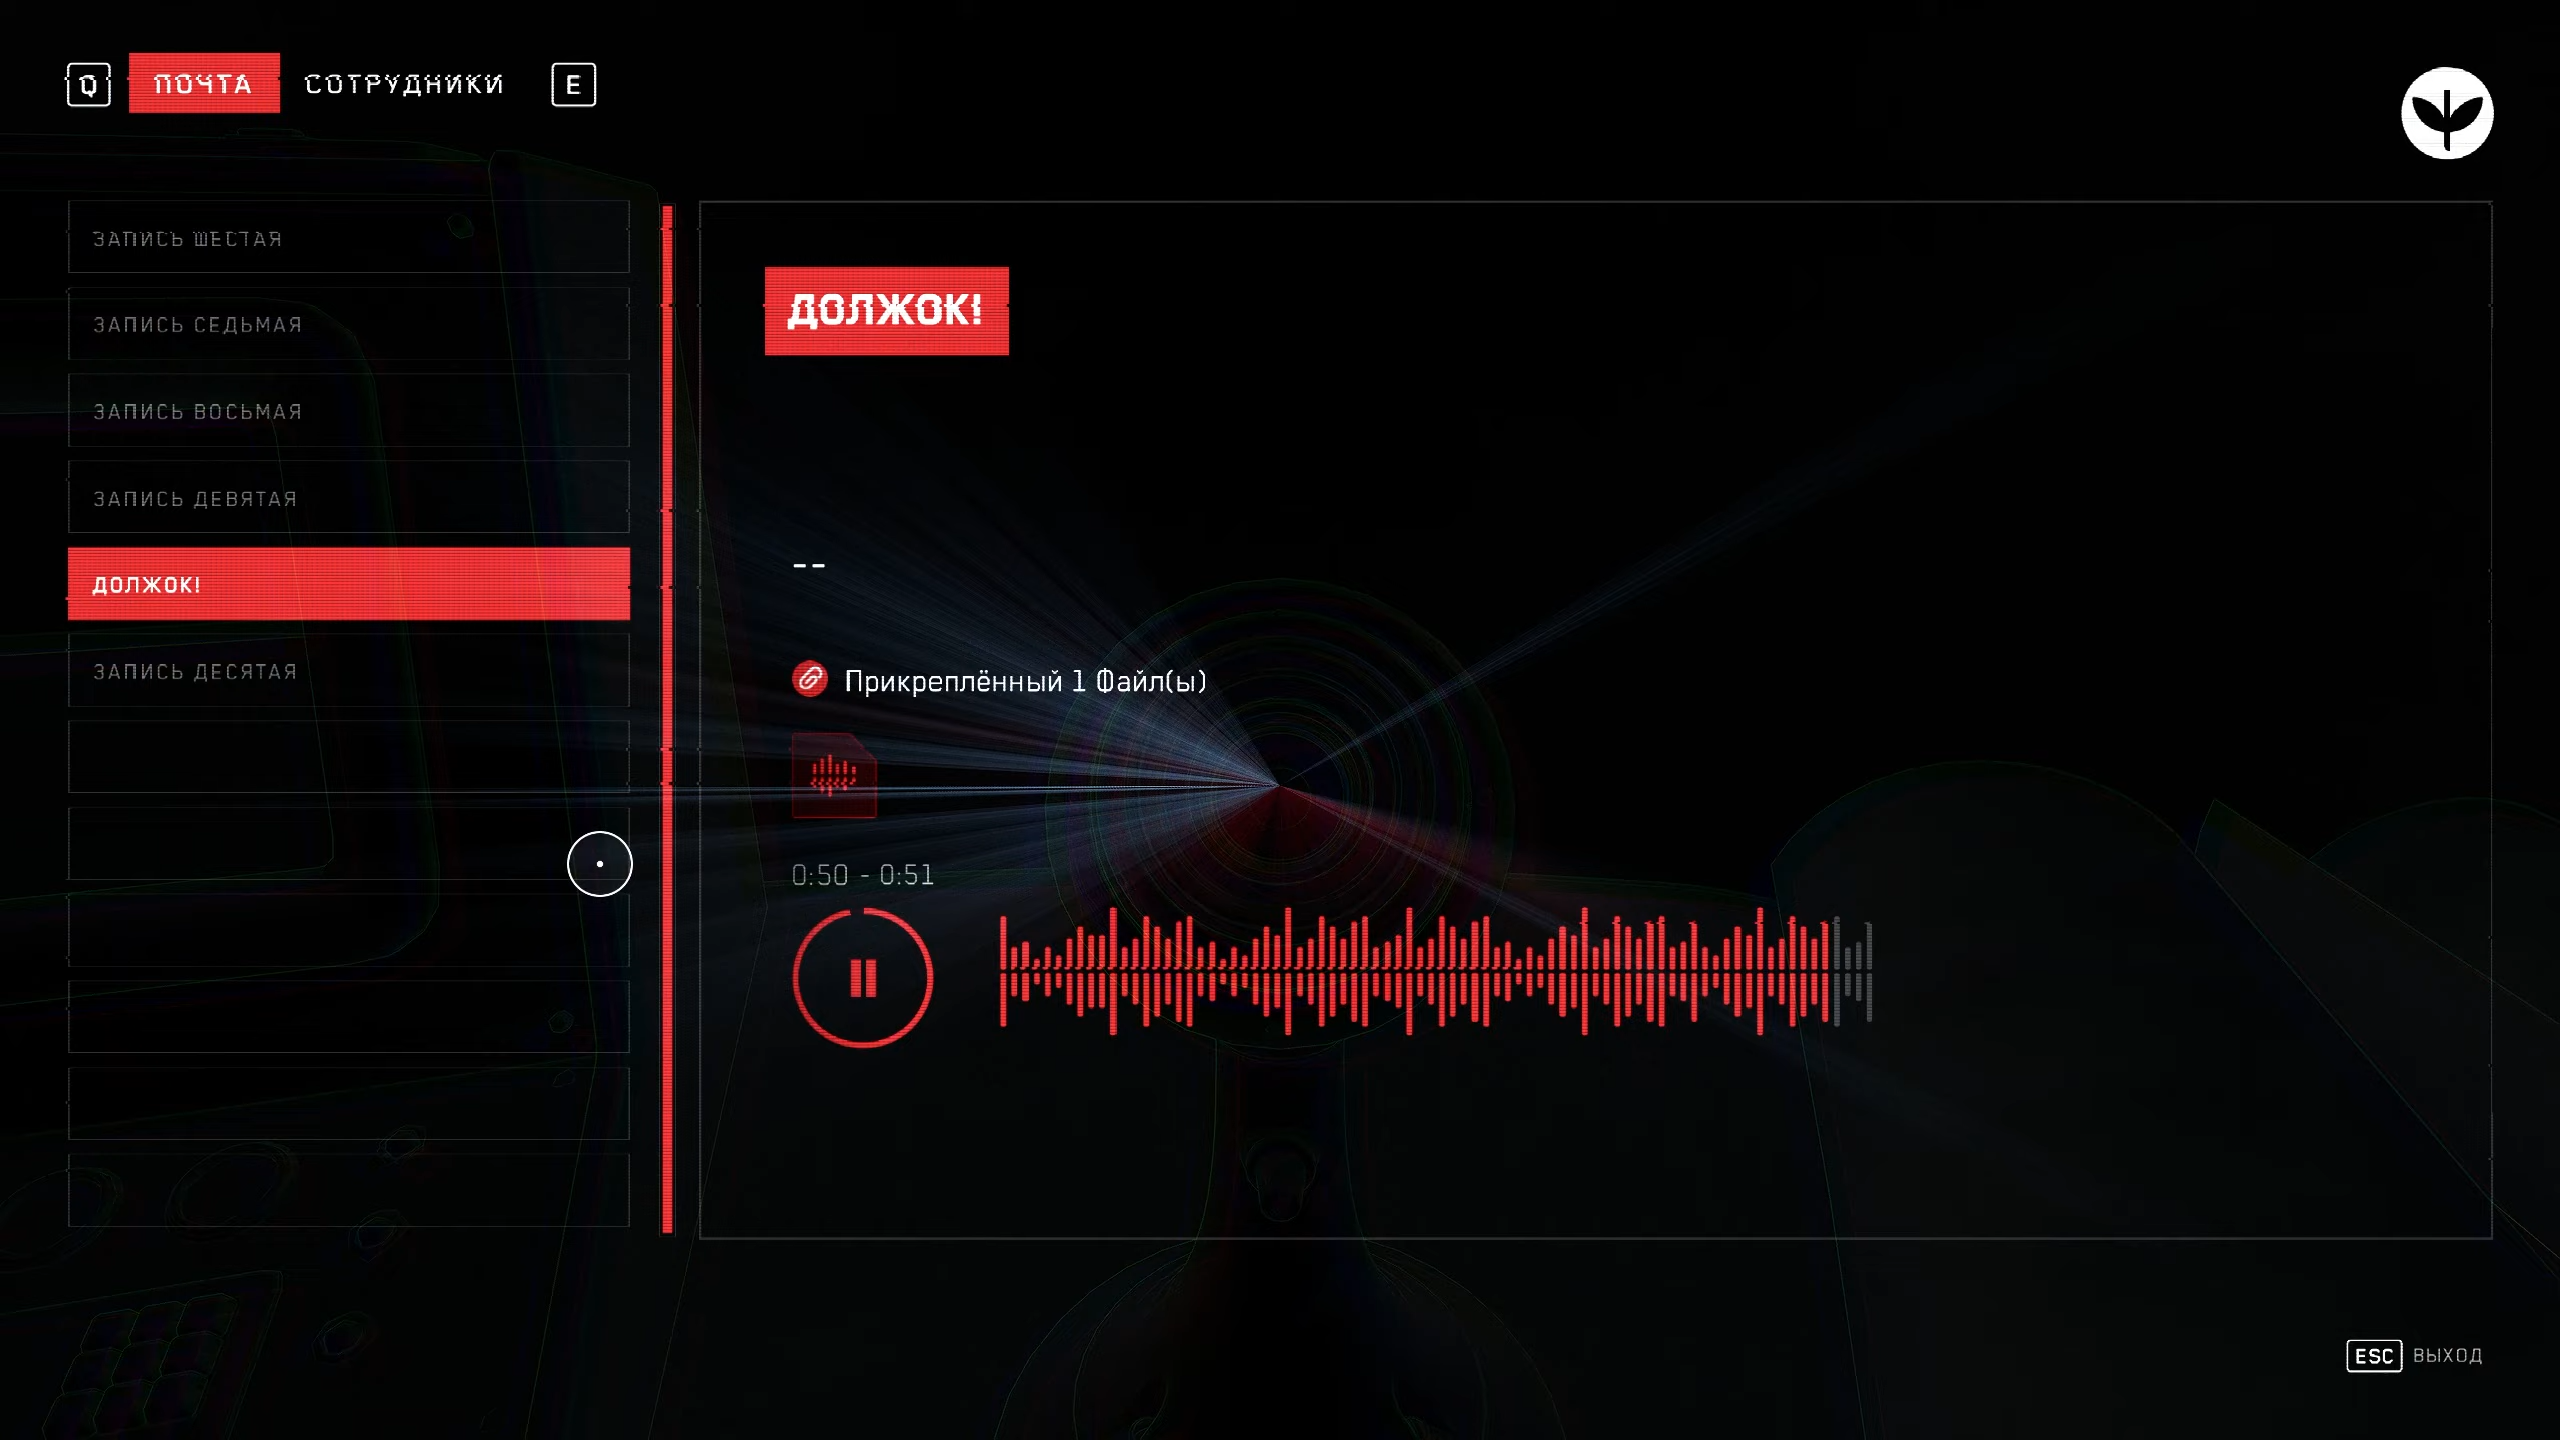 Q ПОЧТА СОТРУДНИКИ E
ЗАПИСЬ ШЕСТАЯ
ЗАПИСЬ СЕДЬМАЯ
ЗАПИСЬ ВОСЬМАЯ
ЗАПИСЬ ДЕВЯТАЯ
ДОЛЖОК!
ЗАПИСЬ ДЕСЯТАЯ
ДОЛЖОК!
--
Прикреплённый 1 Файл(ы)
0:50 - 0:51
ESC ВЫХОД